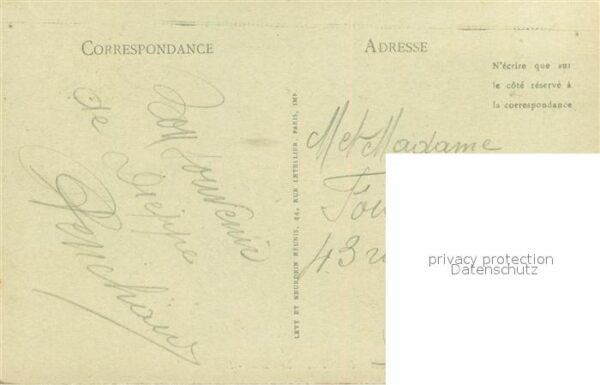 CORRESPONDANCE
Bon souvenir
de Dieppe
LEVY ET NEURDEIN RÉUNIS, 44, RUE LETELLIER, PARIS, IMP.
ADRESSE
N'écrire que sur
le côté réservé à
la correspondance
M et Madame
Fou
43 r
privacy protection
Datenschutz